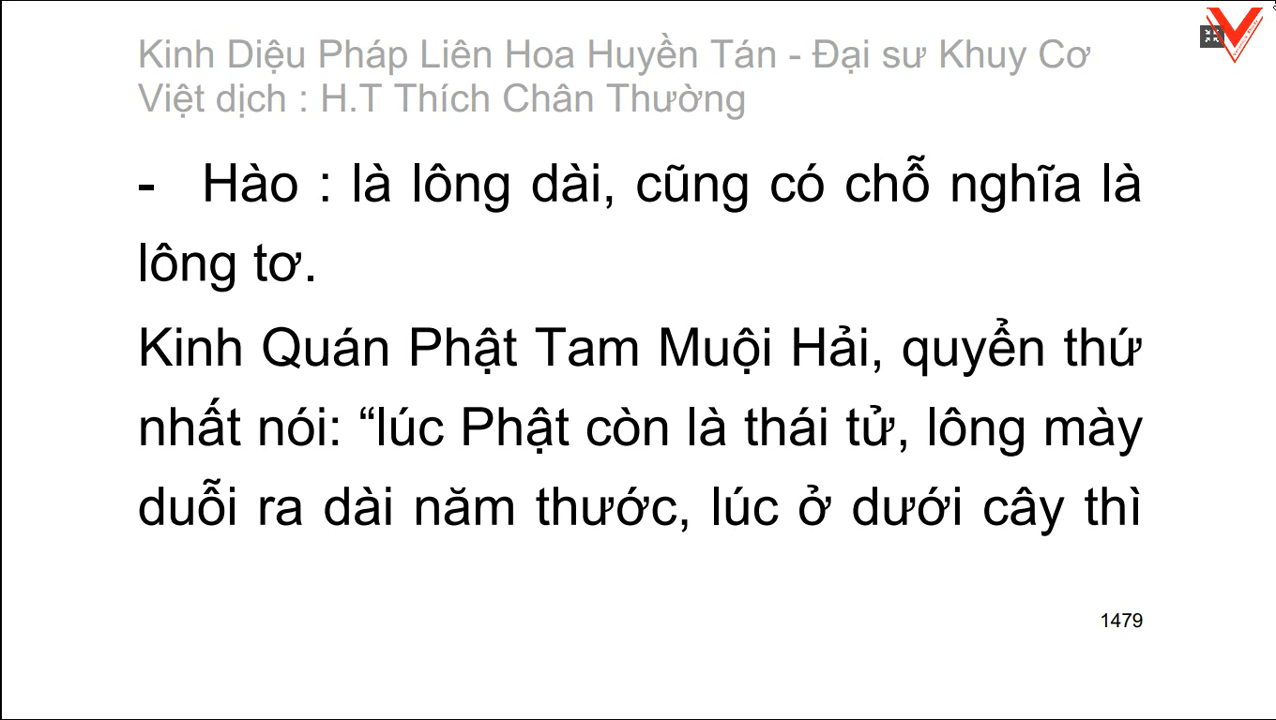 Kinh Diệu Pháp Liên Hoa Huyền Tán - Đại sư Khuy Cơ
Việt dịch : H.T Thích Chân Thường
- Hào : là lông dài, cũng có chỗ nghĩa là
lông tơ.
Kinh Quán Phật Tam Muội Hải, quyển thứ
nhất nói: “lúc Phật còn là thái tử, lông mày
duỗi ra dài năm thước, lúc ở dưới cây thì
1479